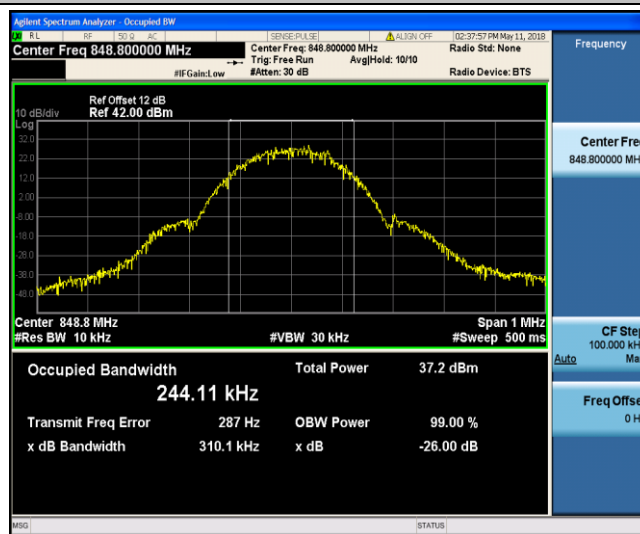 Agilent Spectrum Analyzer - Occupied BW
RL RF 50 Ω AC SENSE:PULSE ALIGN OFF 02:37:57 PM May 11, 2018
Center Freq 848.800000 MHz
Center Freq: 848.800000 MHz
Radio Std: None
Trig: Free Run Avg|Hold: 10/10
#IFGain:Low #Atten: 30 dB Radio Device: BTS
Ref Offset 12 dB
10 dB/div Ref 42.00 dBm
Log
32.0
22.0
12.0
2.00
-8.00
-18.0
-28.0
-38.0
-48.0
Center 848.8 MHz Span 1 MHz
#Res BW 10 kHz #VBW 30 kHz #Sweep 500 ms
Occupied Bandwidth Total Power 37.2 dBm
244.11 kHz
Transmit Freq Error 287 Hz OBW Power 99.00 %
x dB Bandwidth 310.1 kHz x dB -26.00 dB
MSG STATUS
Frequency
Center Fre
848.800000 MH
CF Step
100.000 kH
Auto Ma
Freq Offse
0 H